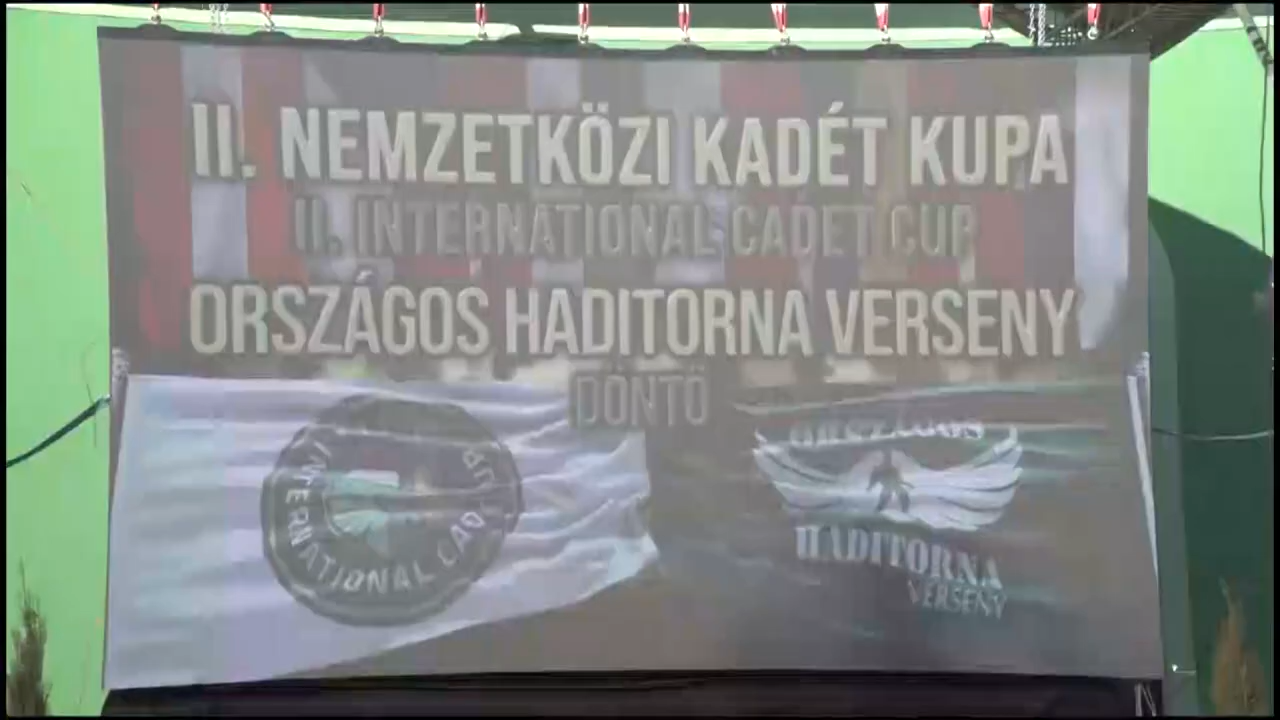 II. NEMZETKÖZI KADÉT KUPA
II. INTERNATIONAL CADET CUP
ORSZÁGOS HADITORNA VERSENY
DÖNTŐ
INTERNATIONAL CADET CUP
ORSZÁGOS
HADITORNA
VERSENY